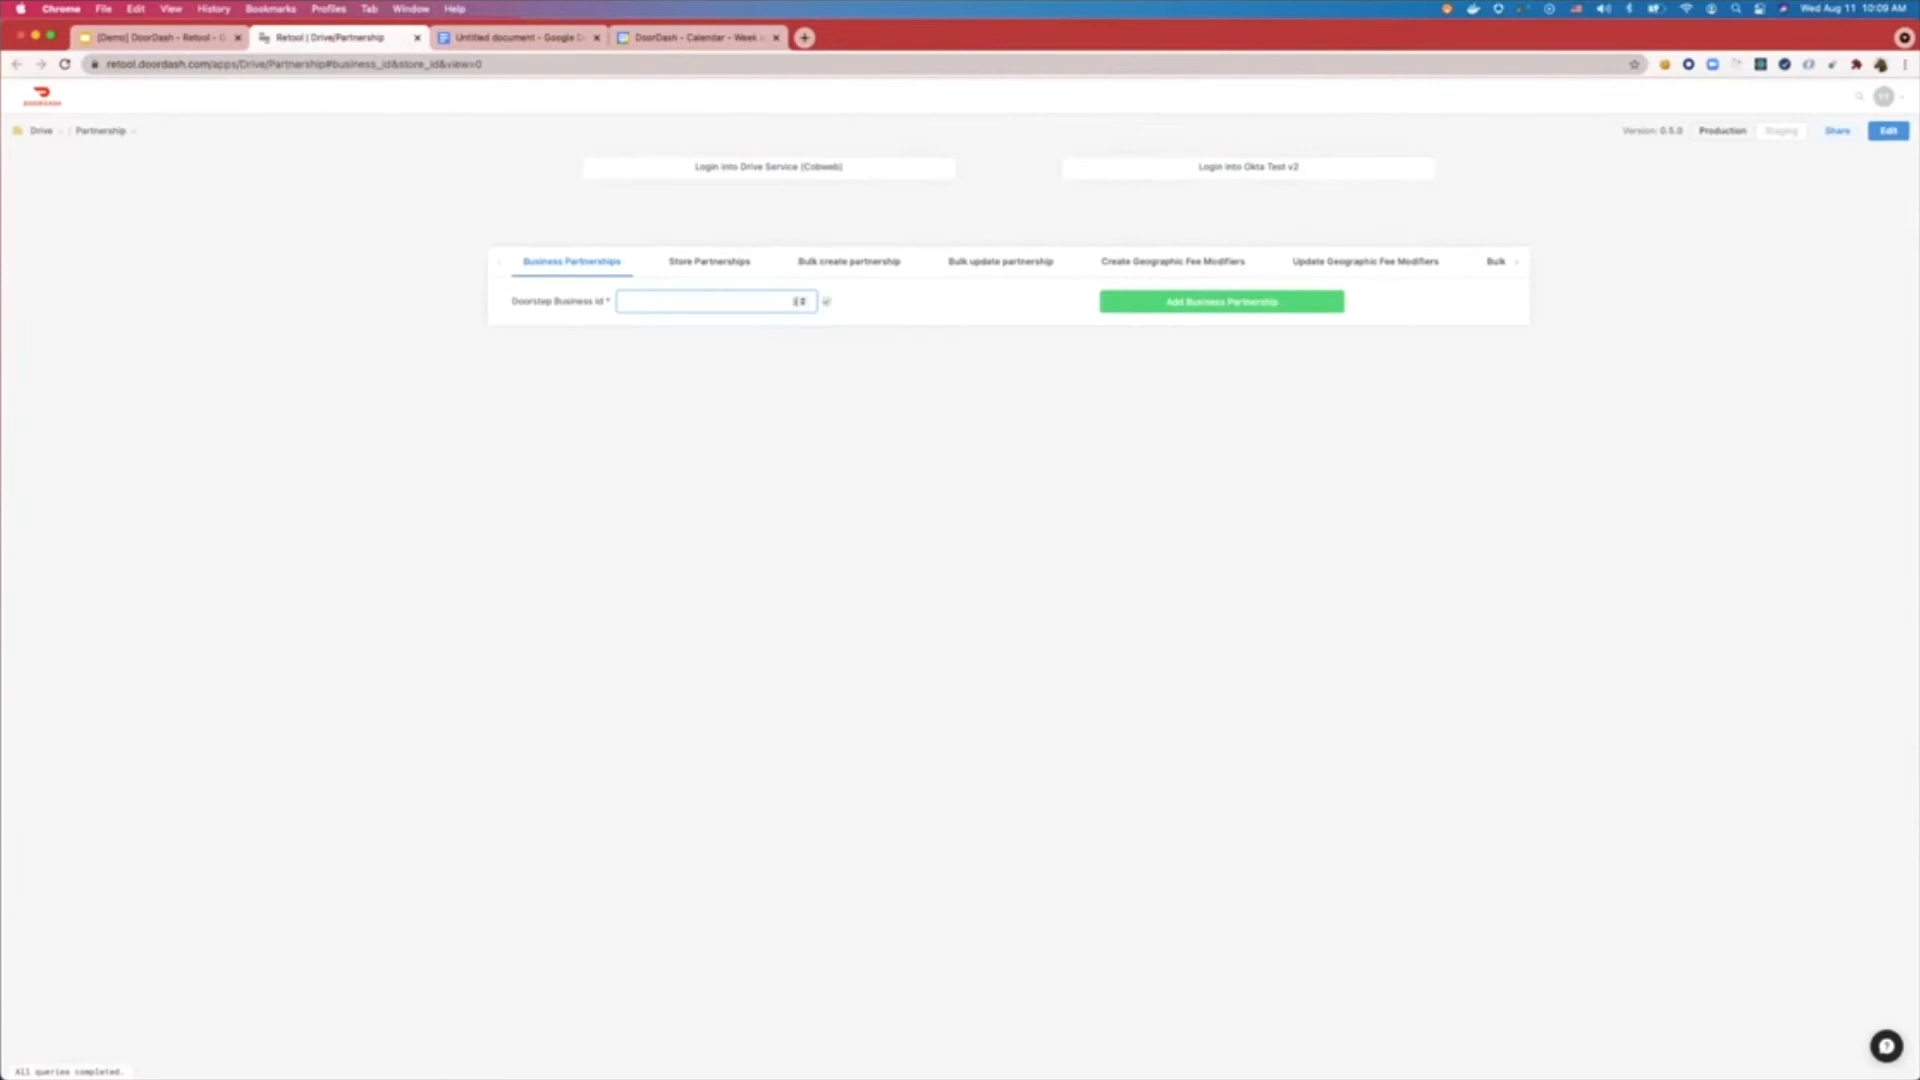 Chrome File Edit View History Bookmarks Profiles Tab Window Help
Wed Aug 11 10:09 AM
[Demo] DoorDash - Retool - G
Retool | Drive/Partnership
Untitled document - Google D
DoorDash - Calendar - Week
retool.doordash.com/apps/Drive/Partnership#business_id&store_id&view=0
DOORDASH
Drive / Partnership
Version: 0.5.0 Production Staging Share Edit
Login into Drive Service (Cobweb)
Login into Okta Test v2
Business Partnerships Store Partnerships Bulk create partnership Bulk update partnership Create Geographic Fee Modifiers Update Geographic Fee Modifiers Bulk
Doorstep Business Id *
Add Business Partnership
All queries completed.